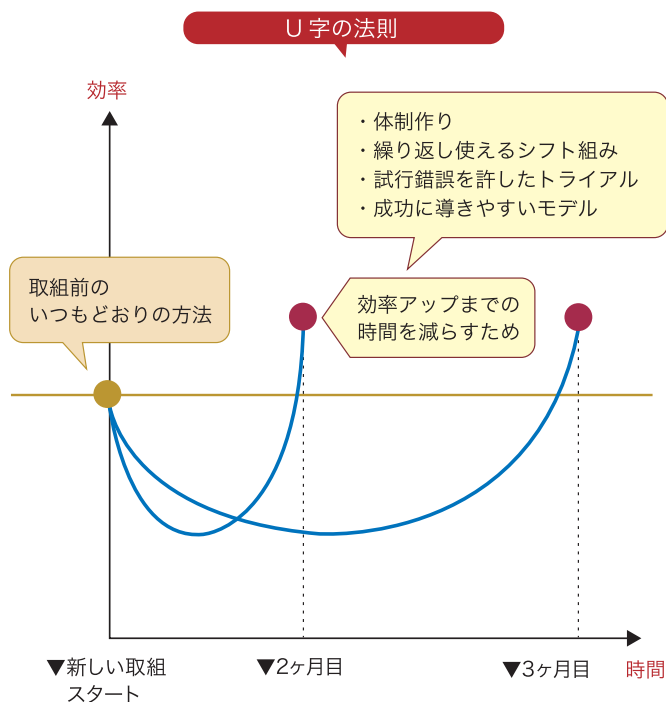 U字の法則
効率
・体制作り
・繰り返し使えるシフト組み
・試行錯誤を許したトライアル
・成功に導きやすいモデル
取組前の
いつもどおりの方法
効率アップまでの
時間を減らすため
▼新しい取組
スタート
▼2ヶ月目
▼3ヶ月目
時間